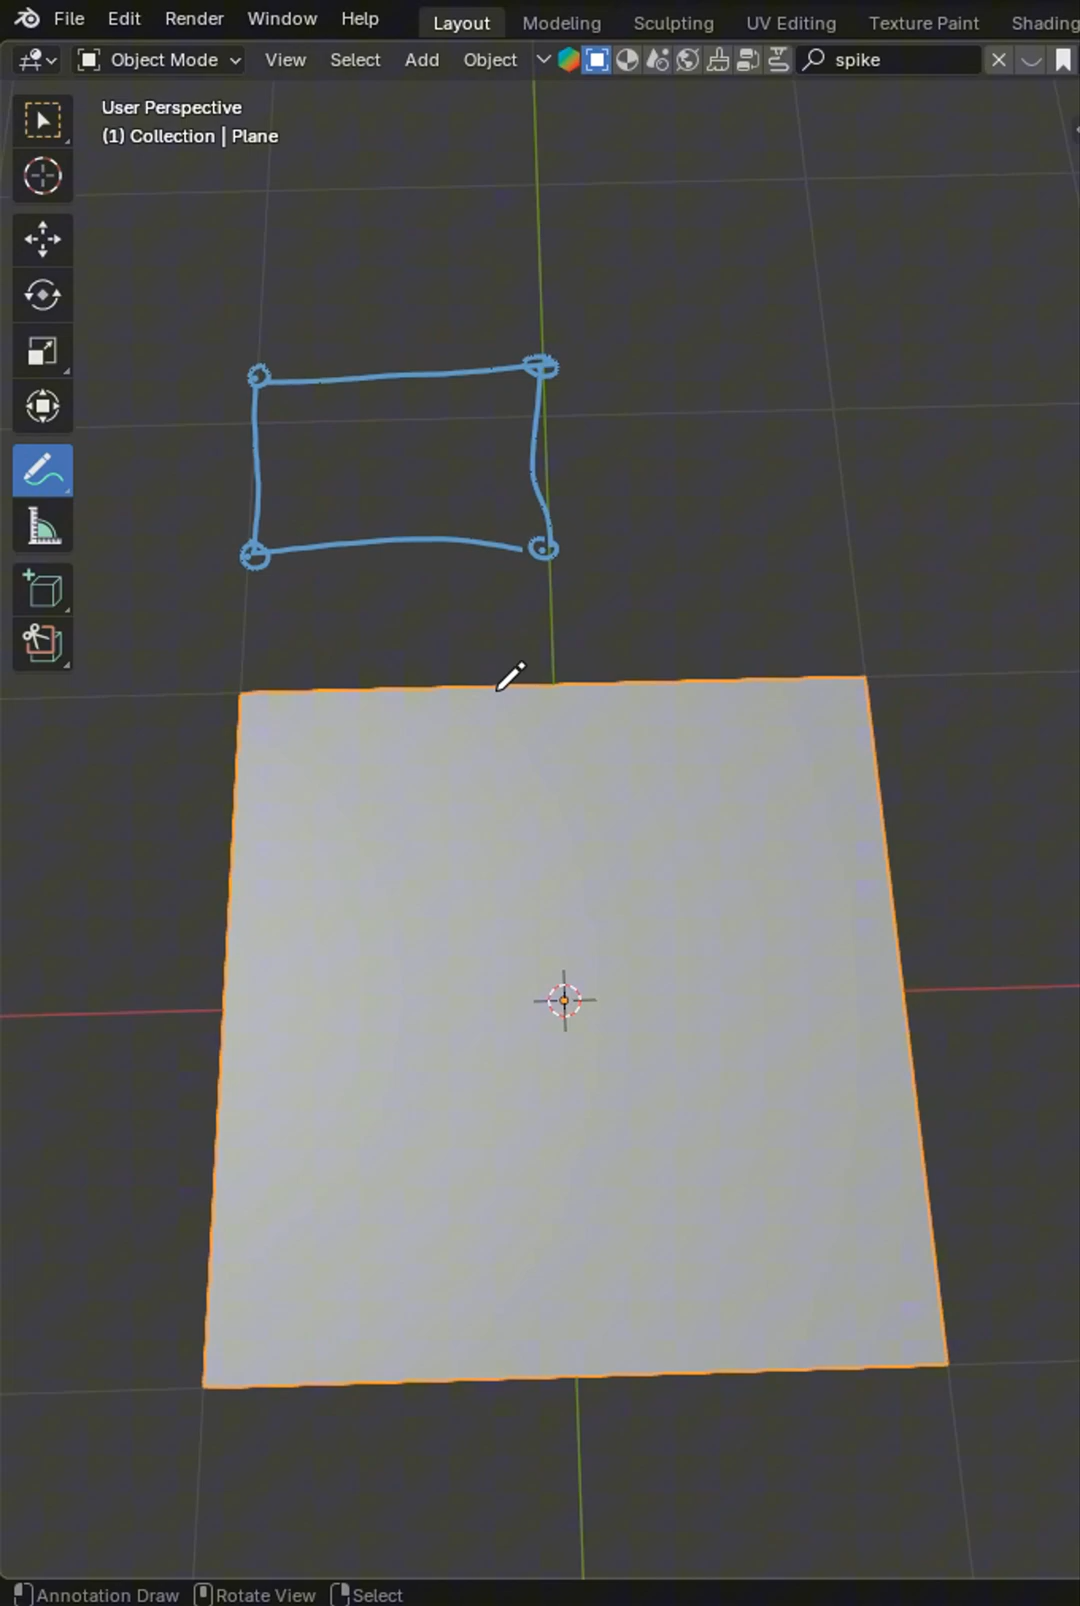 File Edit Render Window Help Layout Modeling Sculpting UV Editing Texture Paint Shading
Object Mode View Select Add Object spike
User Perspective
(1) Collection | Plane
Annotation Draw Rotate View Select